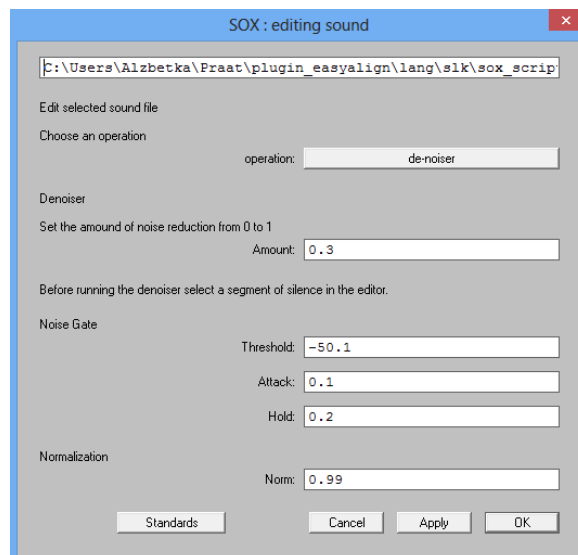 SOX : editing sound
C:\Users\Alzbetka\Praat\plugin_easyalign\lang\slk\sox_scrip
Edit selected sound file
Choose an operation
operation: de-noiser
Denoiser
Set the amount of noise reduction from 0 to 1
Amount: 0.3
Before running the denoiser select a segment of silence in the editor.
Noise Gate
Threshold: -50.1
Attack: 0.1
Hold: 0.2
Normalization
Norm: 0.99
Standards Cancel Apply OK